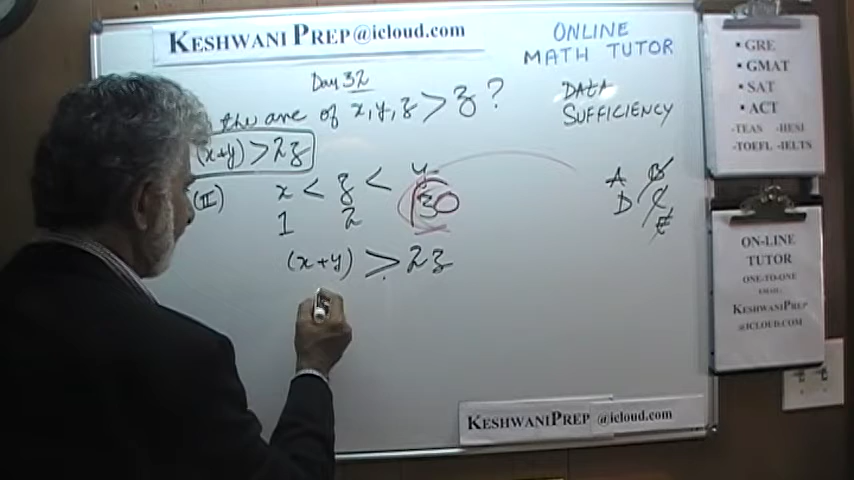 KESHWANI PREP@icloud.com
ONLINE
MATH TUTOR
Day 32
the ave of x, y, z > z ?
DATA
SUFFICIENCY
(x+y) > 2z
(II) x < z < y
1 2 30
(x+y) > 2z
A B
D C
E
• GRE
• GMAT
• SAT
• ACT
-TEAS -HESI
-TOEFL -IELTS
ON-LINE
TUTOR
ONE-TO-ONE
EMAIL:
KESHWANIPREP
@ICLOUD.COM
KESHWANIPREP @icloud.com